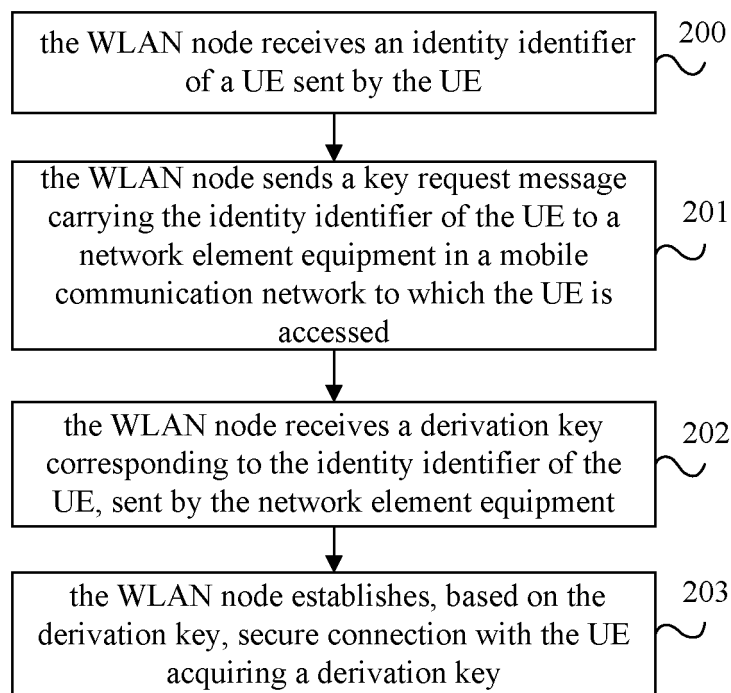 the WLAN node receives an identity identifier
of a UE sent by the UE
200
the WLAN node sends a key request message
carrying the identity identifier of the UE to a
network element equipment in a mobile
communication network to which the UE is
accessed
201
the WLAN node receives a derivation key
corresponding to the identity identifier of the
UE, sent by the network element equipment
202
the WLAN node establishes, based on the
derivation key, secure connection with the UE
acquiring a derivation key
203